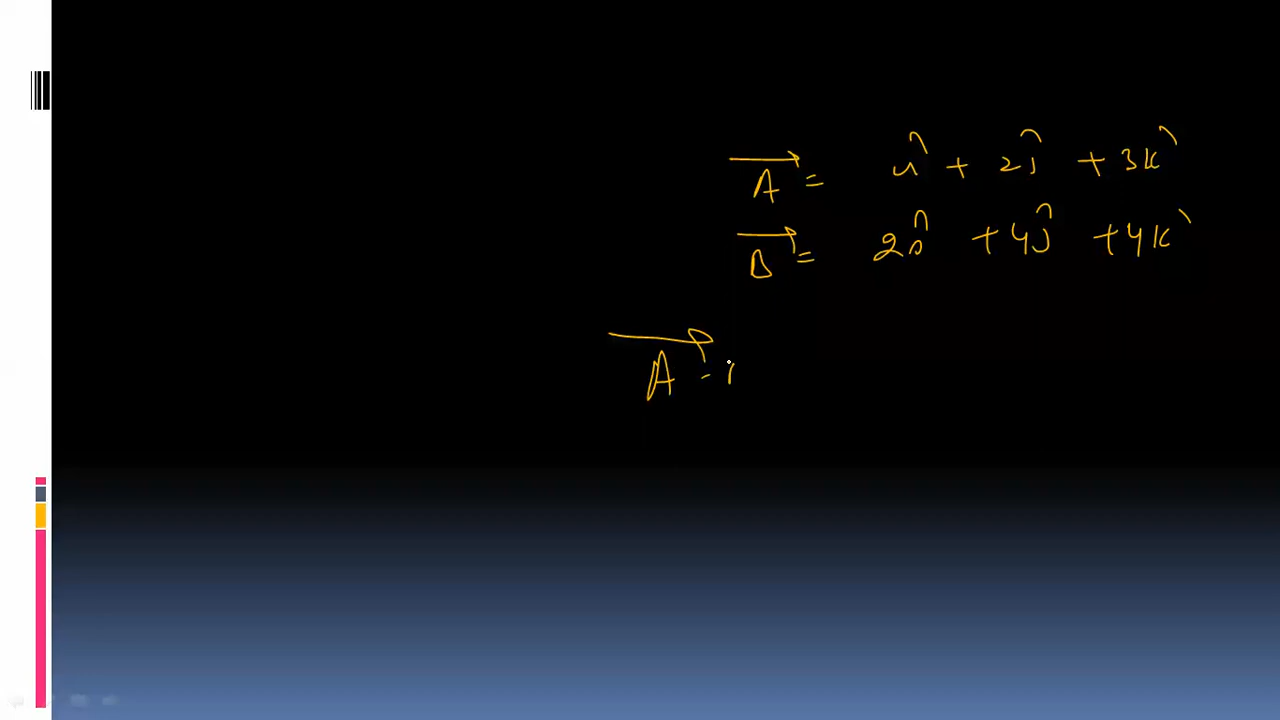 A⃗ = î + 2ĵ + 3k̂
B⃗ = 2î + 4ĵ + 4k̂
A⃗ ·